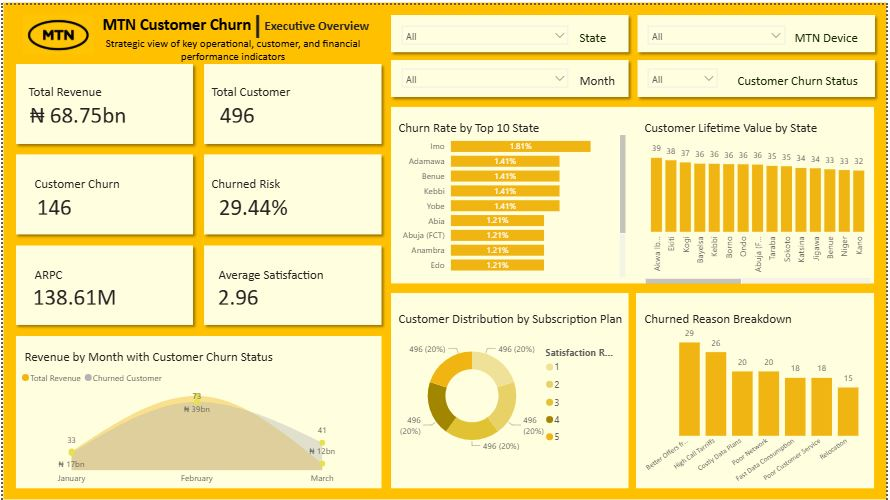 MTN
MTN Customer Churn | Executive Overview
Strategic view of key operational, customer, and financial
performance indicators
All
State
All
MTN Device
All
Month
All
Customer Churn Status
Total Revenue
₦ 68.75bn
Total Customer
496
Customer Churn
146
Churned Risk
29.44%
ARPC
138.61M
Average Satisfaction
2.96
Churn Rate by Top 10 State
Imo 1.81%
Adamawa 1.41%
Benue 1.41%
Kebbi 1.41%
Yobe 1.41%
Abia 1.21%
Abuja (FCT) 1.21%
Anambra 1.21%
Edo 1.21%
Customer Lifetime Value by State
39 38 37 36 36 36 36 36 35 35 34 34 33 33 32
Akwa Ib... Ekiti Kogi Bayelsa Kebbi Borno Ondo Abuja (F... Taraba Sokoto Katsina Jigawa Benue Niger Kano
Revenue by Month with Customer Churn Status
Total Revenue Churned Customer
33
₦ 17bn
73
₦ 39bn
41
₦ 12bn
January February March
Customer Distribution by Subscription Plan
496 (20%)
496 (20%)
496
(20%)
496
(20%)
496 (20%)
Satisfaction R...
1
2
3
4
5
Churned Reason Breakdown
29 26 20 20 18 18 15
Better Offers fr... High Call Tarriffs Costly Data Plans Poor Network Fast Data Consumption Poor Customer Service Relocation